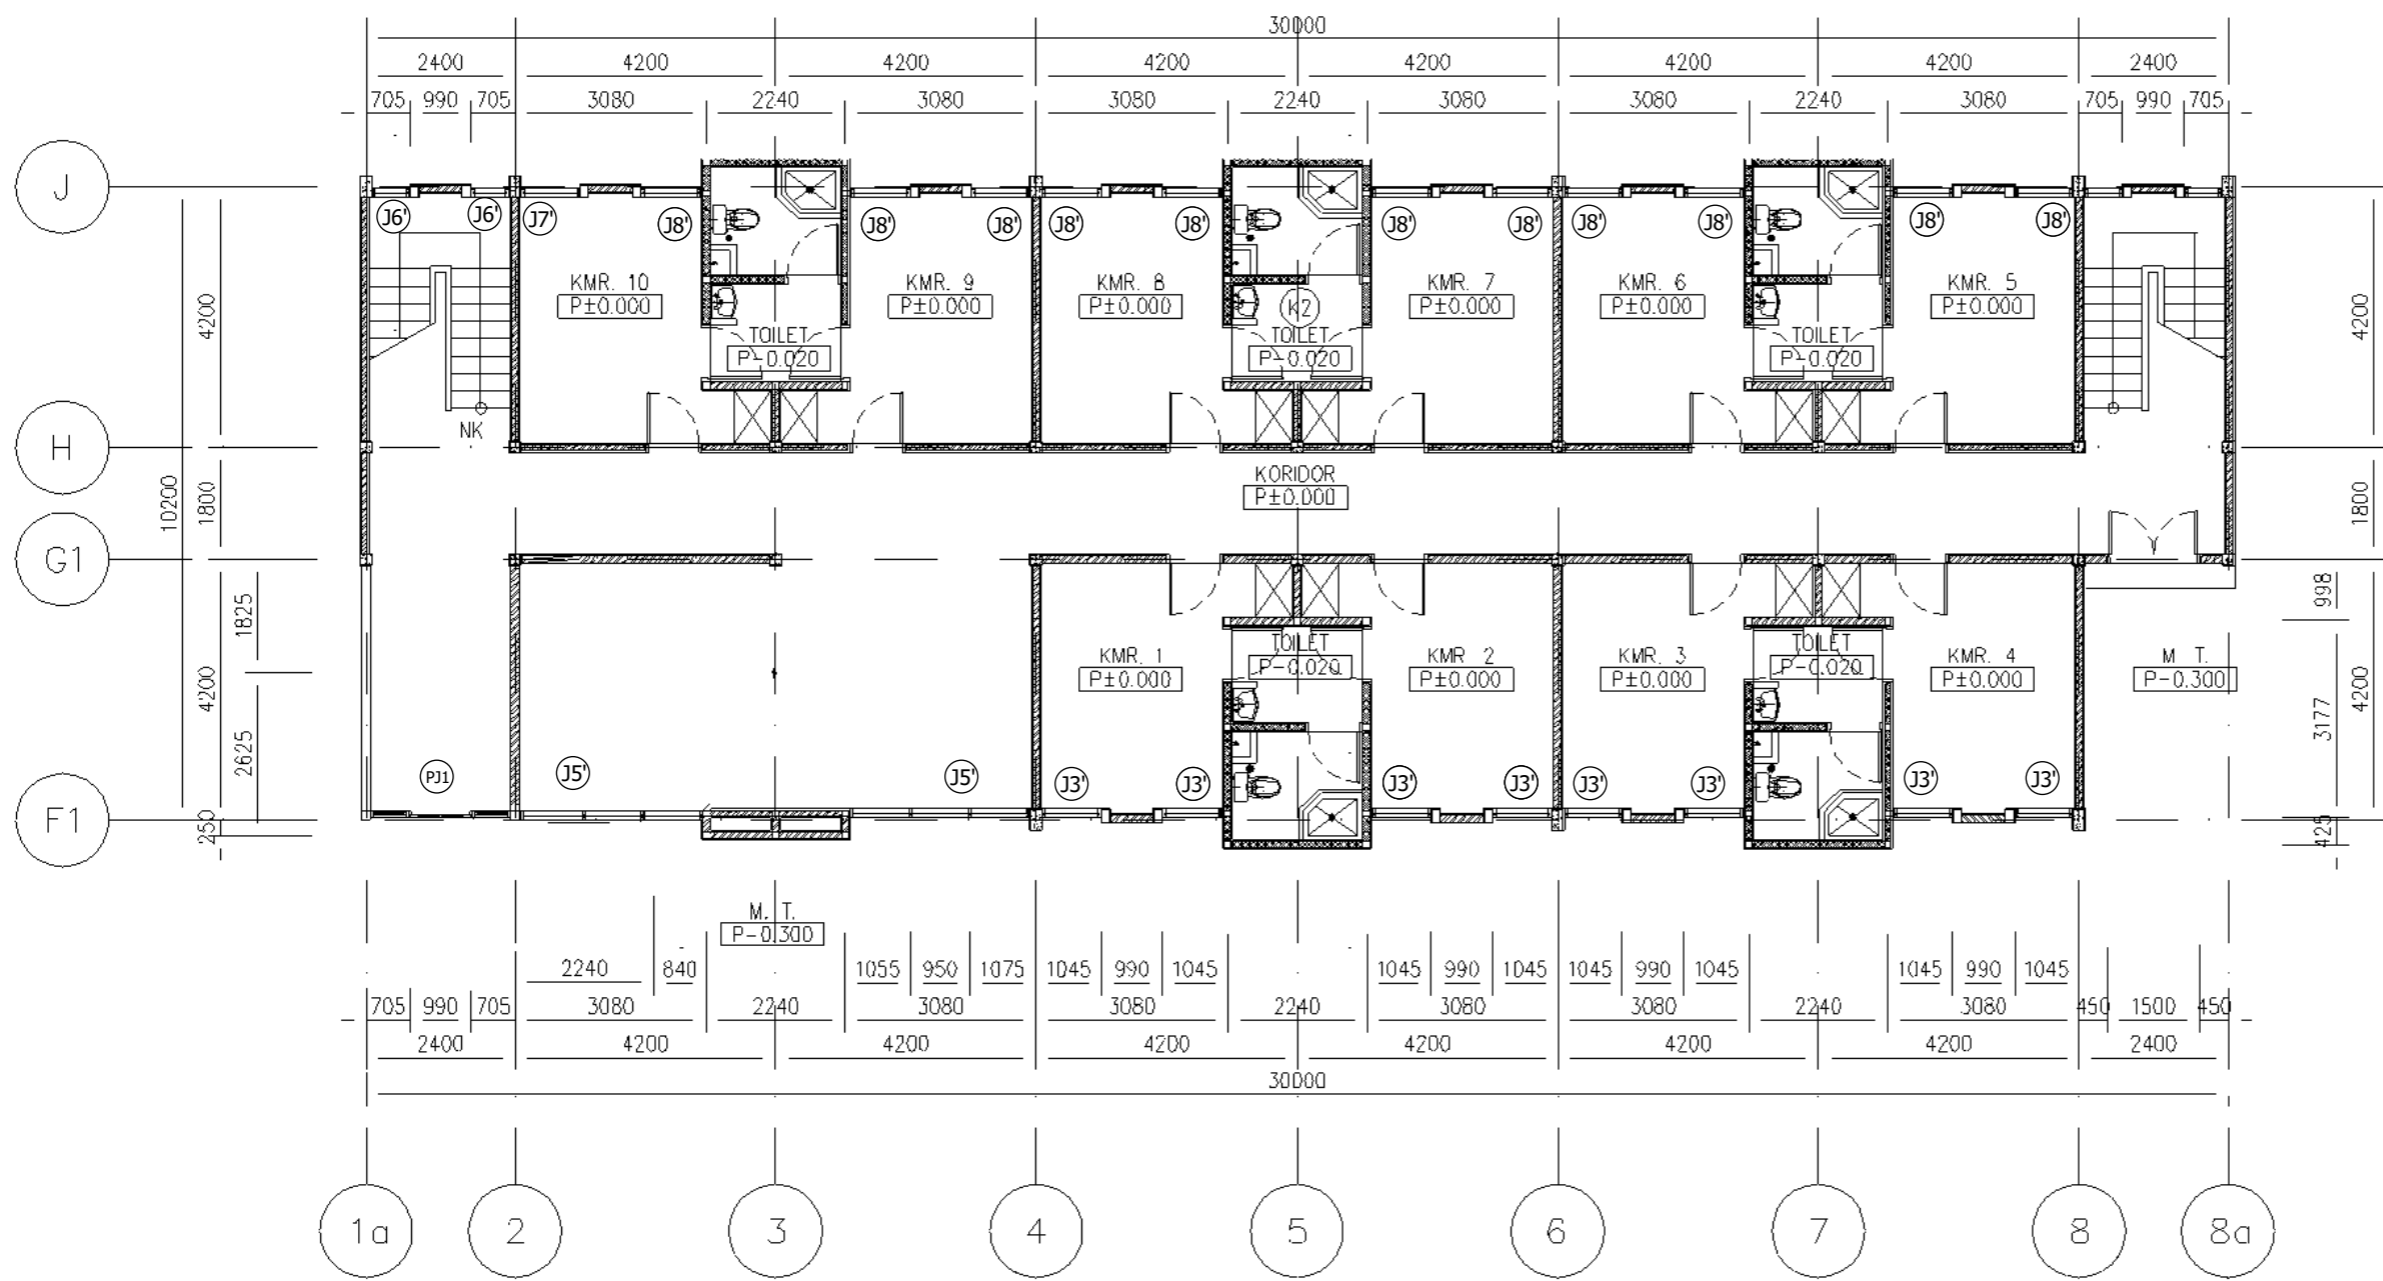 30000
2400 4200 4200 4200 4200 4200 4200 2400
705 990 705 3080 2240 3080 3080 2240 3080 3080 2240 3080 705 990 705
J
J6' J6' J7' J8' J8' J8' J8' J8' J8' J8' J8' J8' J8' J8'
KMR. 10 KMR. 9 KMR. 8 KMR. 7 KMR. 6 KMR. 5
P±0.000 P±0.000 P±0.000 K2 P±0.000 P±0.000 P±0.000
4200 4200
TOILET TOILET TOILET
P-0.020 P-0.020 P-0.020
NK
H
KORIDOR
P±0.000
10200 1800 1800
G1
1825 998
TOILET TOILET
KMR. 1 KMR 2 KMR. 3 KMR. 4 M T.
P±0.000 P-0.020 P±0.000 P±0.000 P-0.020 P±0.000 P-0.300
4200 4200
2625 3177
PJ1 J5' J5' J3' J3' J3' J3' J3' J3' J3' J3'
F1
250 425
M. T.
P-0.300
2240 840 1055 950 1075 1045 990 1045 1045 990 1045 1045 990 1045 1045 990 1045
705 990 705 3080 2240 3080 3080 2240 3080 3080 2240 3080 450 1500 450
2400 4200 4200 4200 4200 4200 4200 2400
30000
1a 2 3 4 5 6 7 8 8a